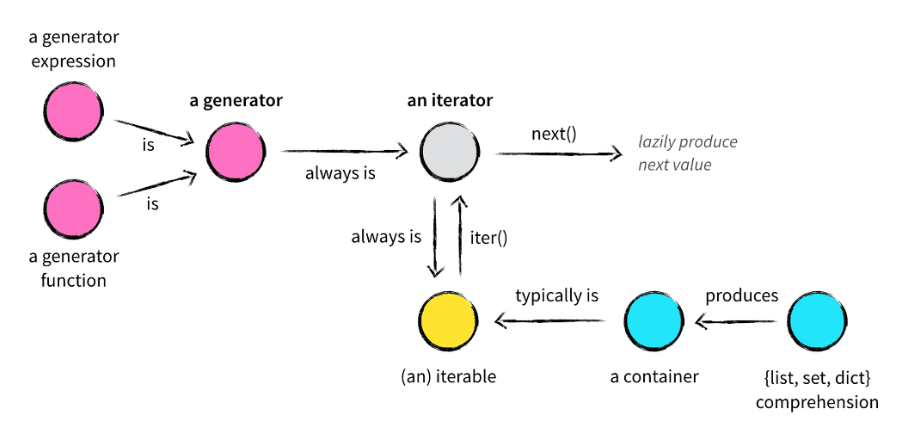 a generator
expression
a generator
an iterator
next()
lazily produce
next value
is
always is
is
a generator
function
always is
iter()
typically is
produces
(an) iterable
a container
{list, set, dict}
comprehension